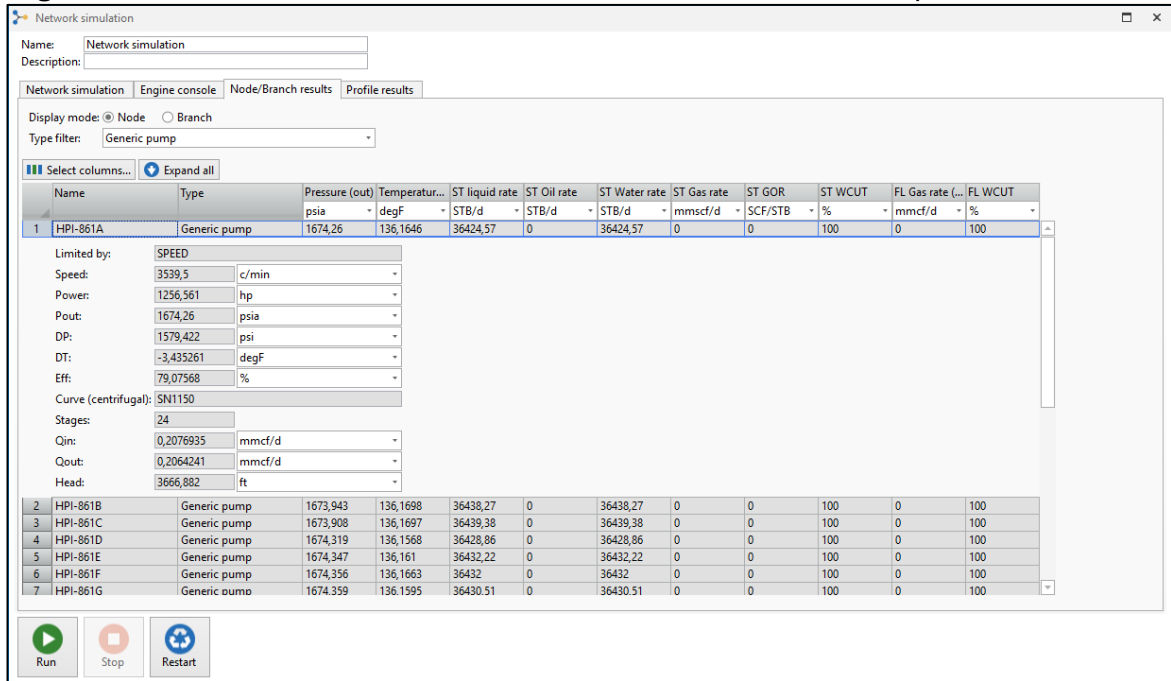 Network simulation
Name: Network simulation
Description:
Network simulation Engine console Node/Branch results Profile results
Display mode: Node Branch
Type filter: Generic pump
Select columns... Expand all
Name Type Pressure (out) Temperatur... ST liquid rate ST Oil rate ST Water rate ST Gas rate ST GOR ST WCUT FL Gas rate (... FL WCUT
psia degF STB/d STB/d STB/d mmscf/d SCF/STB % mmcf/d %
1 HPI-861A Generic pump 1674,26 136,1646 36424,57 0 36424,57 0 0 100 0 100
Limited by: SPEED
Speed: 3539,5 c/min
Power: 1256,561 hp
Pout: 1674,26 psia
DP: 1579,422 psi
DT: -3,435261 degF
Eff: 79,07568 %
Curve (centrifugal): SN1150
Stages: 24
Qin: 0,2076935 mmcf/d
Qout: 0,2064241 mmcf/d
Head: 3666,882 ft
2 HPI-861B Generic pump 1673,943 136,1698 36438,27 0 36438,27 0 0 100 0 100
3 HPI-861C Generic pump 1673,908 136,1697 36439,38 0 36439,38 0 0 100 0 100
4 HPI-861D Generic pump 1674,319 136,1568 36428,86 0 36428,86 0 0 100 0 100
5 HPI-861E Generic pump 1674,347 136,161 36432,22 0 36432,22 0 0 100 0 100
6 HPI-861F Generic pump 1674,356 136,1663 36432 0 36432 0 0 100 0 100
7 HPI-861G Generic pump 1674,359 136,1595 36430,51 0 36430,51 0 0 100 0 100
Run Stop Restart